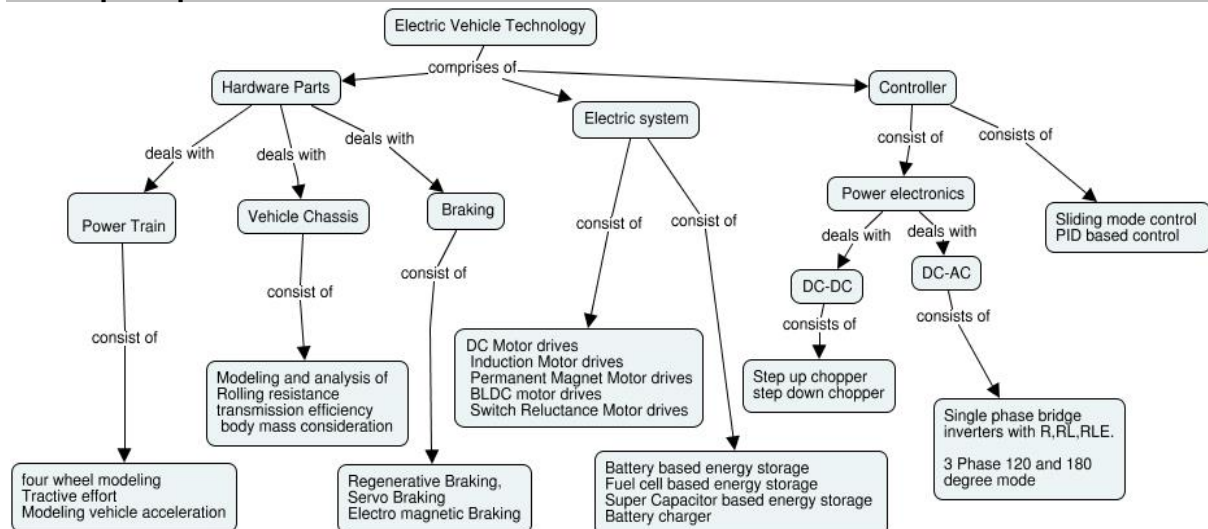 Electric Vehicle Technology
comprises of
Hardware Parts
Electric system
Controller
deals with
deals with
deals with
consist of
consists of
Power Train
Vehicle Chassis
Braking
consist of
consist of
Power electronics
Sliding mode control
PID based control
deals with
deals with
consist of
consist of
consist of
DC-DC
DC-AC
consists of
consists of
DC Motor drives
Induction Motor drives
Permanent Magnet Motor drives
BLDC motor drives
Switch Reluctance Motor drives
Modeling and analysis of
Rolling resistance
transmission efficiency
body mass consideration
Step up chopper
step down chopper
Single phase bridge
inverters with R,RL,RLE.
3 Phase 120 and 180
degree mode
four wheel modeling
Tractive effort
Modeling vehicle acceleration
Regenerative Braking,
Servo Braking
Electro magnetic Braking
Battery based energy storage
Fuel cell based energy storage
Super Capacitor based energy storage
Battery charger